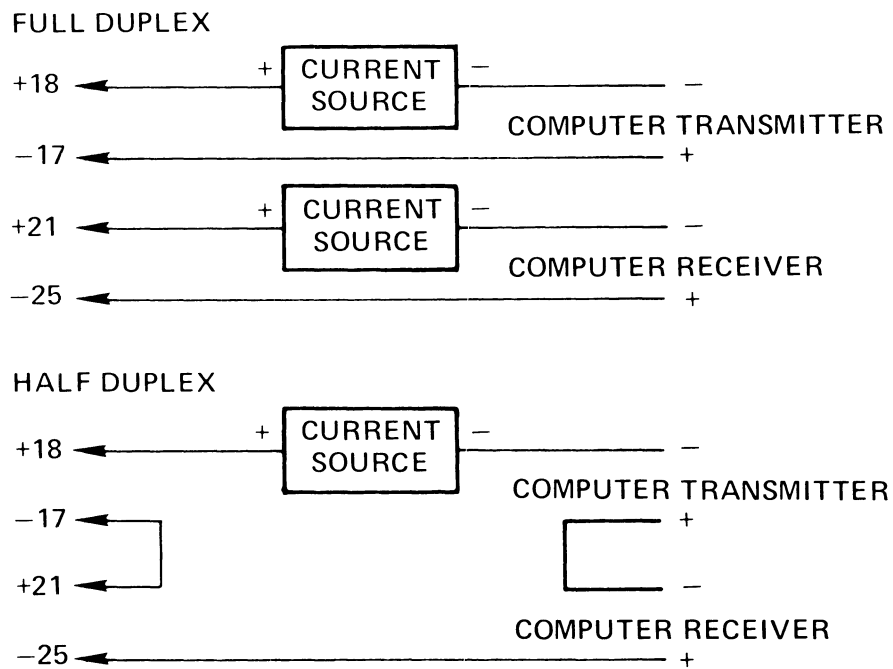 FULL DUPLEX
+18 + CURRENT SOURCE − −
COMPUTER TRANSMITTER
−17 +
+21 + CURRENT SOURCE − −
COMPUTER RECEIVER
−25 +
HALF DUPLEX
+18 + CURRENT SOURCE − −
COMPUTER TRANSMITTER
−17 +
+21 −
COMPUTER RECEIVER
−25 +